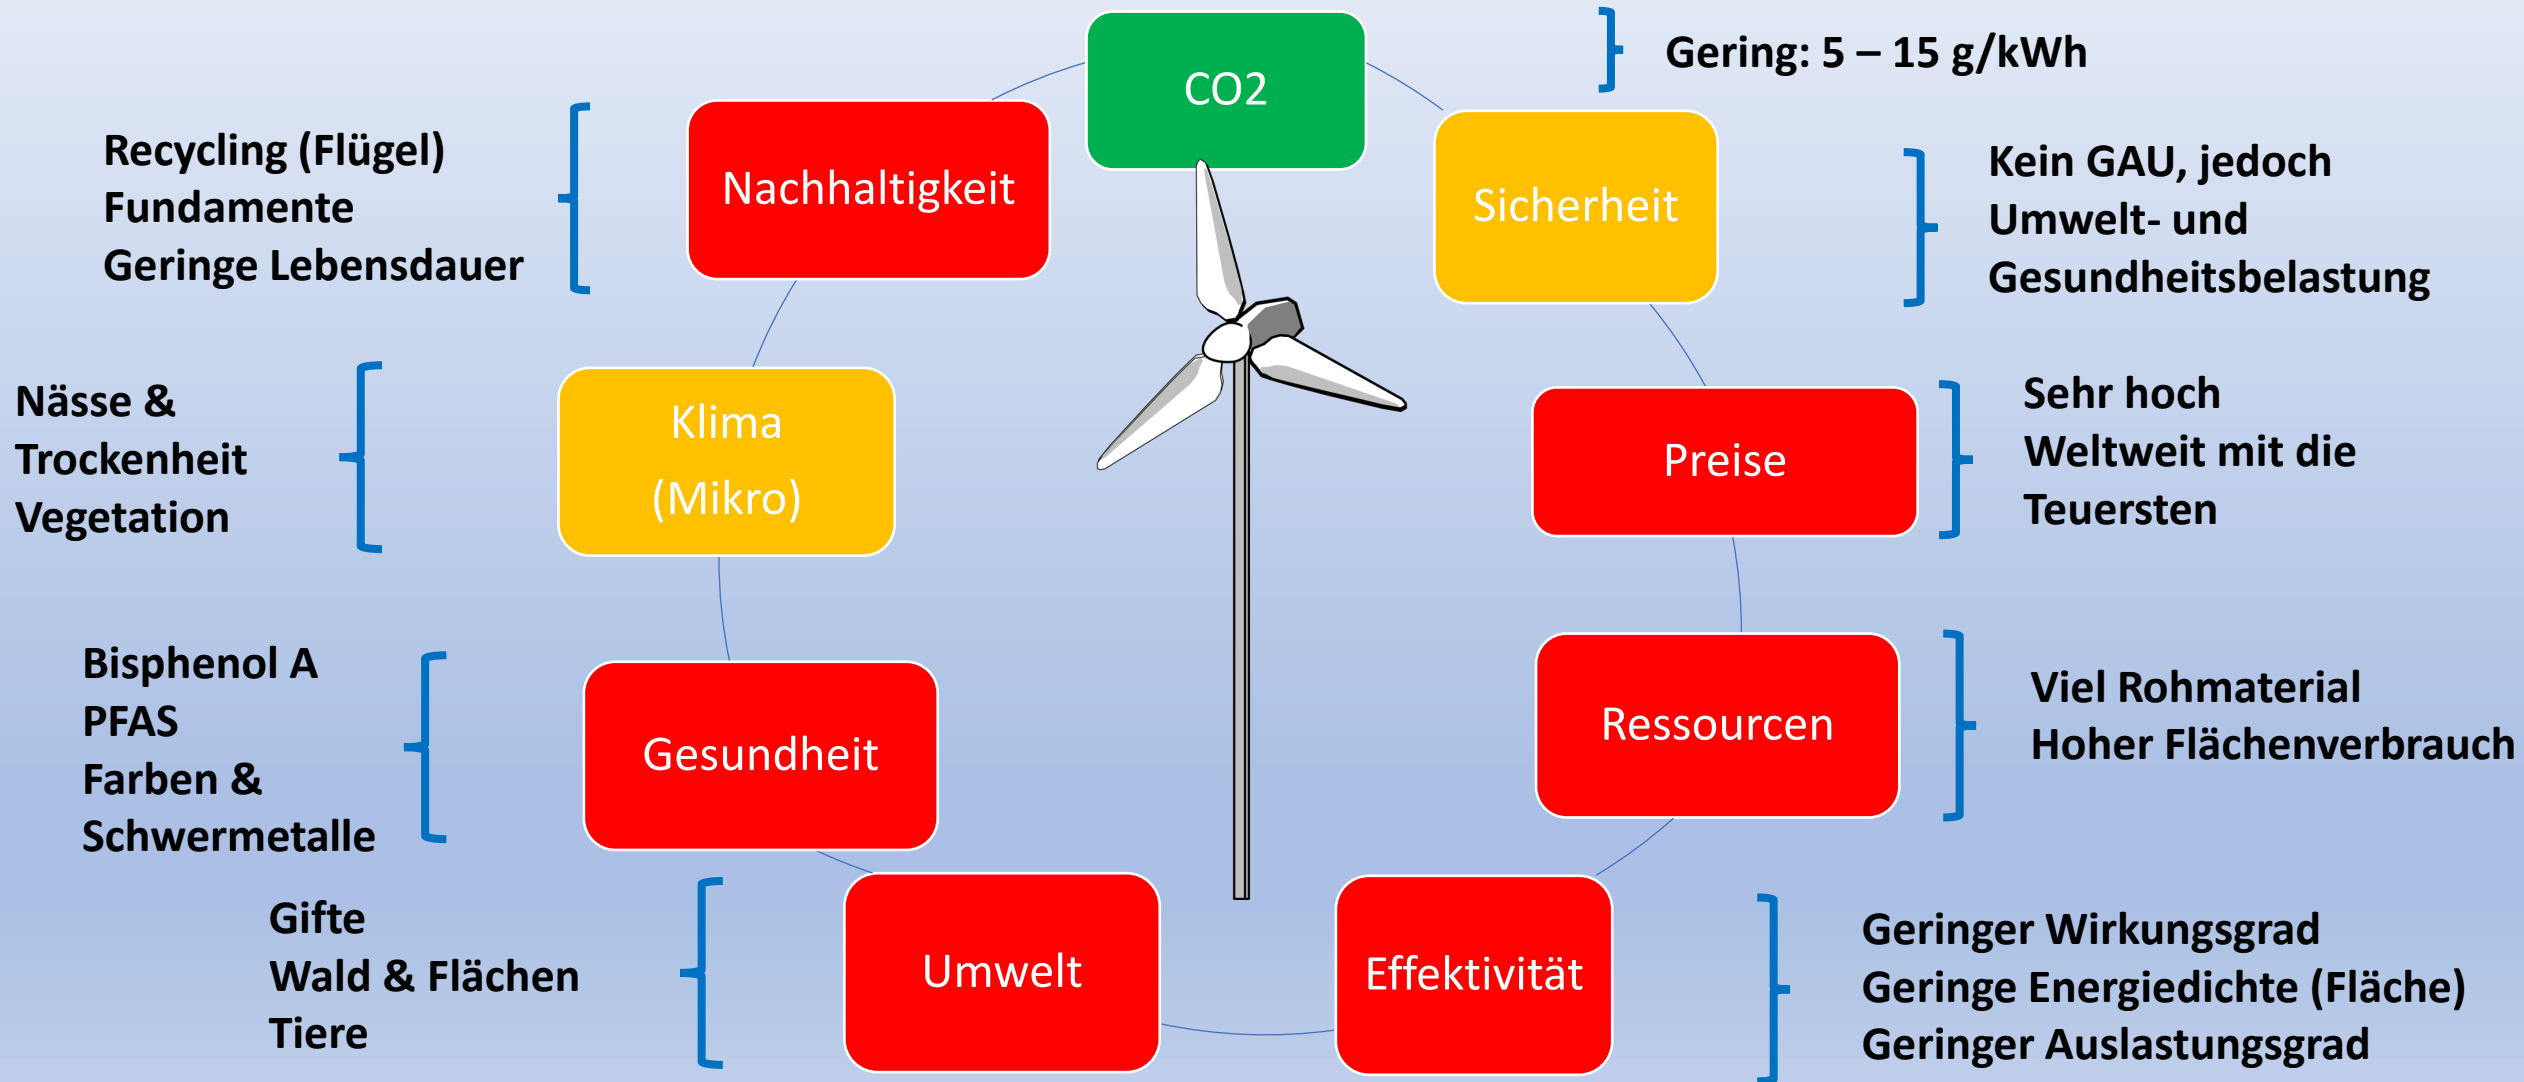 CO2
Gering: 5 – 15 g/kWh
Sicherheit
Kein GAU, jedoch
Umwelt- und
Gesundheitsbelastung
Preise
Sehr hoch
Weltweit mit die
Teuersten
Ressourcen
Viel Rohmaterial
Hoher Flächenverbrauch
Effektivität
Geringer Wirkungsgrad
Geringe Energiedichte (Fläche)
Geringer Auslastungsgrad
Umwelt
Gifte
Wald & Flächen
Tiere
Gesundheit
Bisphenol A
PFAS
Farben &
Schwermetalle
Klima
(Mikro)
Nässe &
Trockenheit
Vegetation
Nachhaltigkeit
Recycling (Flügel)
Fundamente
Geringe Lebensdauer